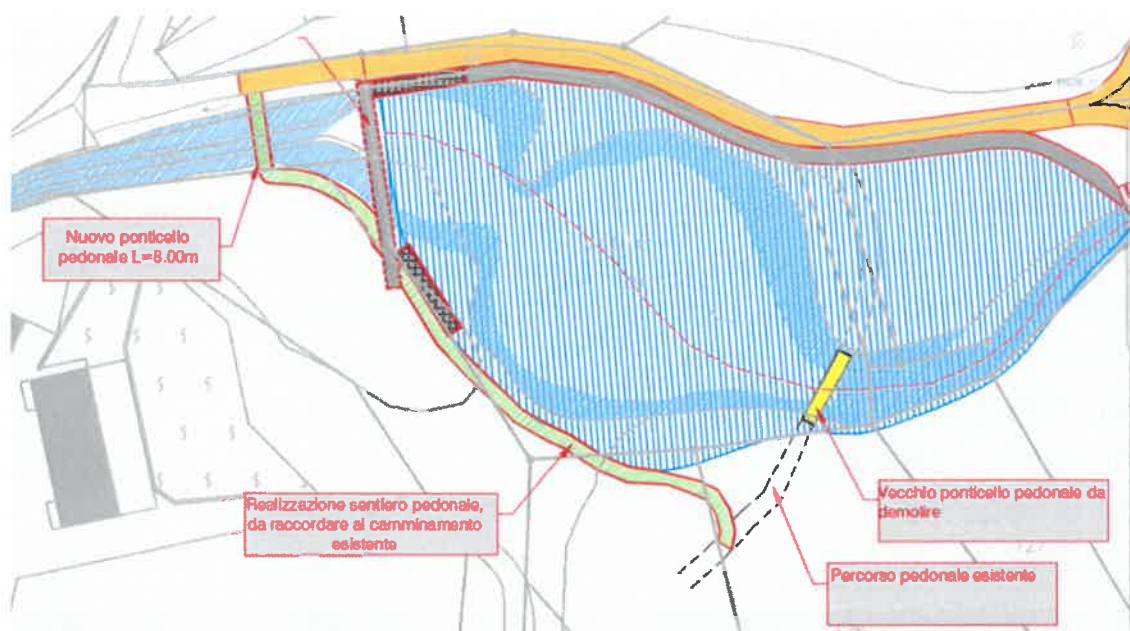 Nuovo ponticello
pedonale L=8.00m
Realizzazione sentiero pedonale,
da raccordare al camminamento
esistente
Vecchio ponticello pedonale da
demolire
Percorso pedonale esistente